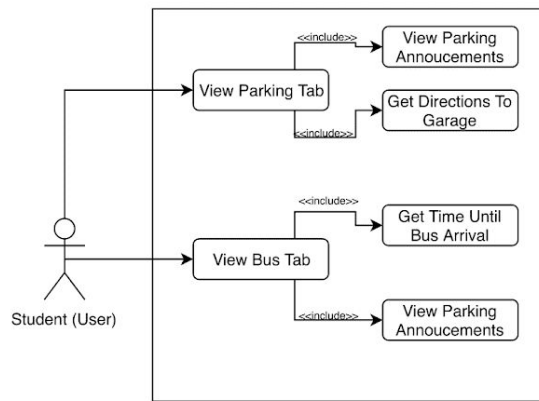 <<include>>
View Parking
Annoucements
View Parking Tab
Get Directions To
Garage
<<include>>
<<include>>
Get Time Until
Bus Arrival
View Bus Tab
Student (User)
<<include>>
View Parking
Annoucements